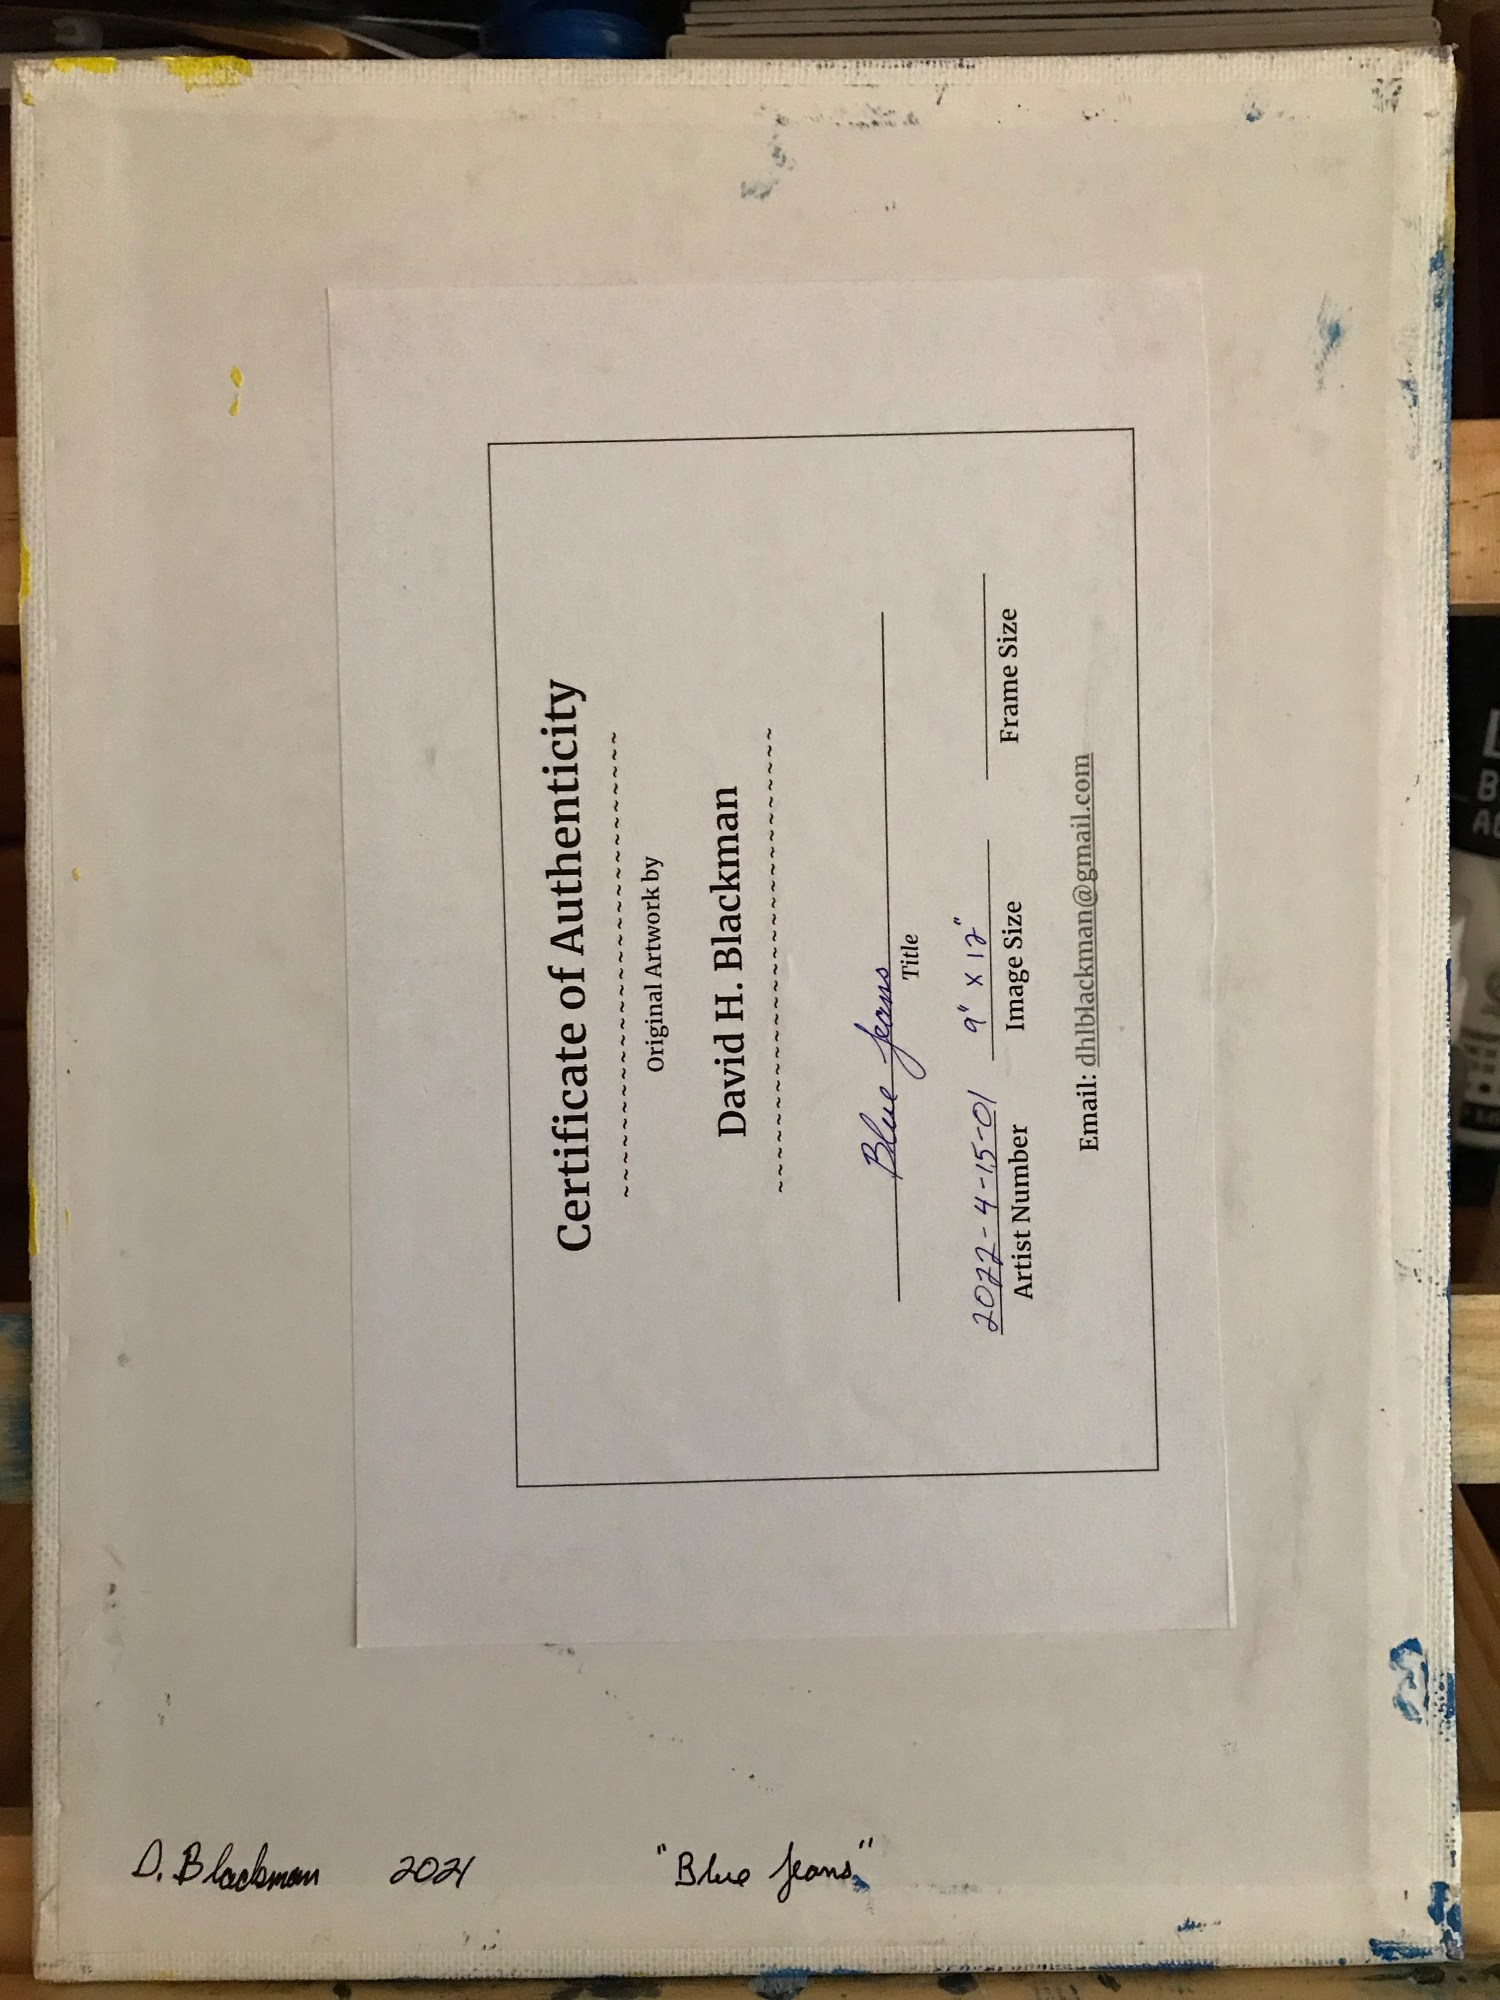 Certificate of Authenticity
~~~~~~~~~~~~~~~~~~~~~~~~~~~~~~~~~
Original Artwork by
David H. Blackman
~~~~~~~~~~~~~~~~~~~~~~~~~~~~~~~~~
Blue Jeans
Title
2022-4-15-01 9" x 12"
Artist Number Image Size Frame Size
Email: dhlblackman@gmail.com
D. Blackman 2021 "Blue Jeans"